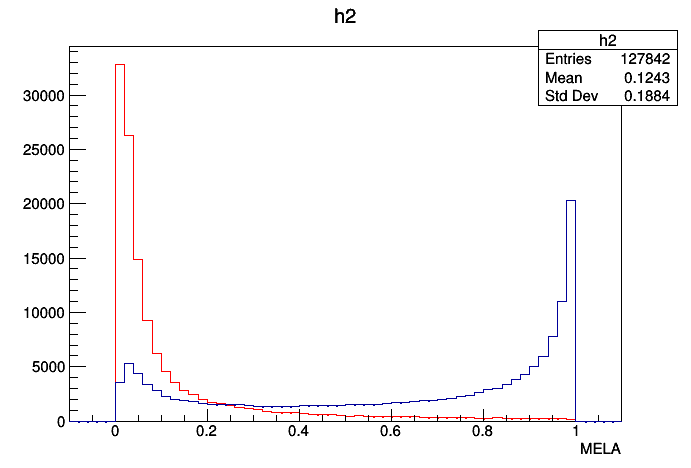 h2
h2
Entries 127842
Mean 0.1243
Std Dev 0.1884
30000
25000
20000
15000
10000
5000
0
0 0.2 0.4 0.6 0.8 1
MELA